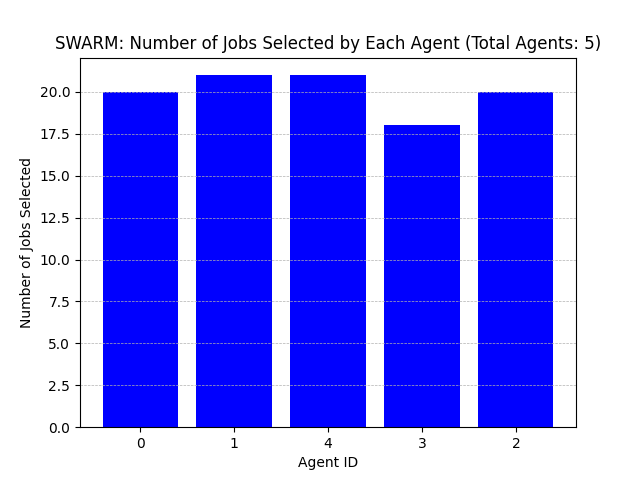 SWARM: Number of Jobs Selected by Each Agent (Total Agents: 5)
Number of Jobs Selected
20.0
17.5
15.0
12.5
10.0
7.5
5.0
2.5
0.0
0 1 4 3 2
Agent ID